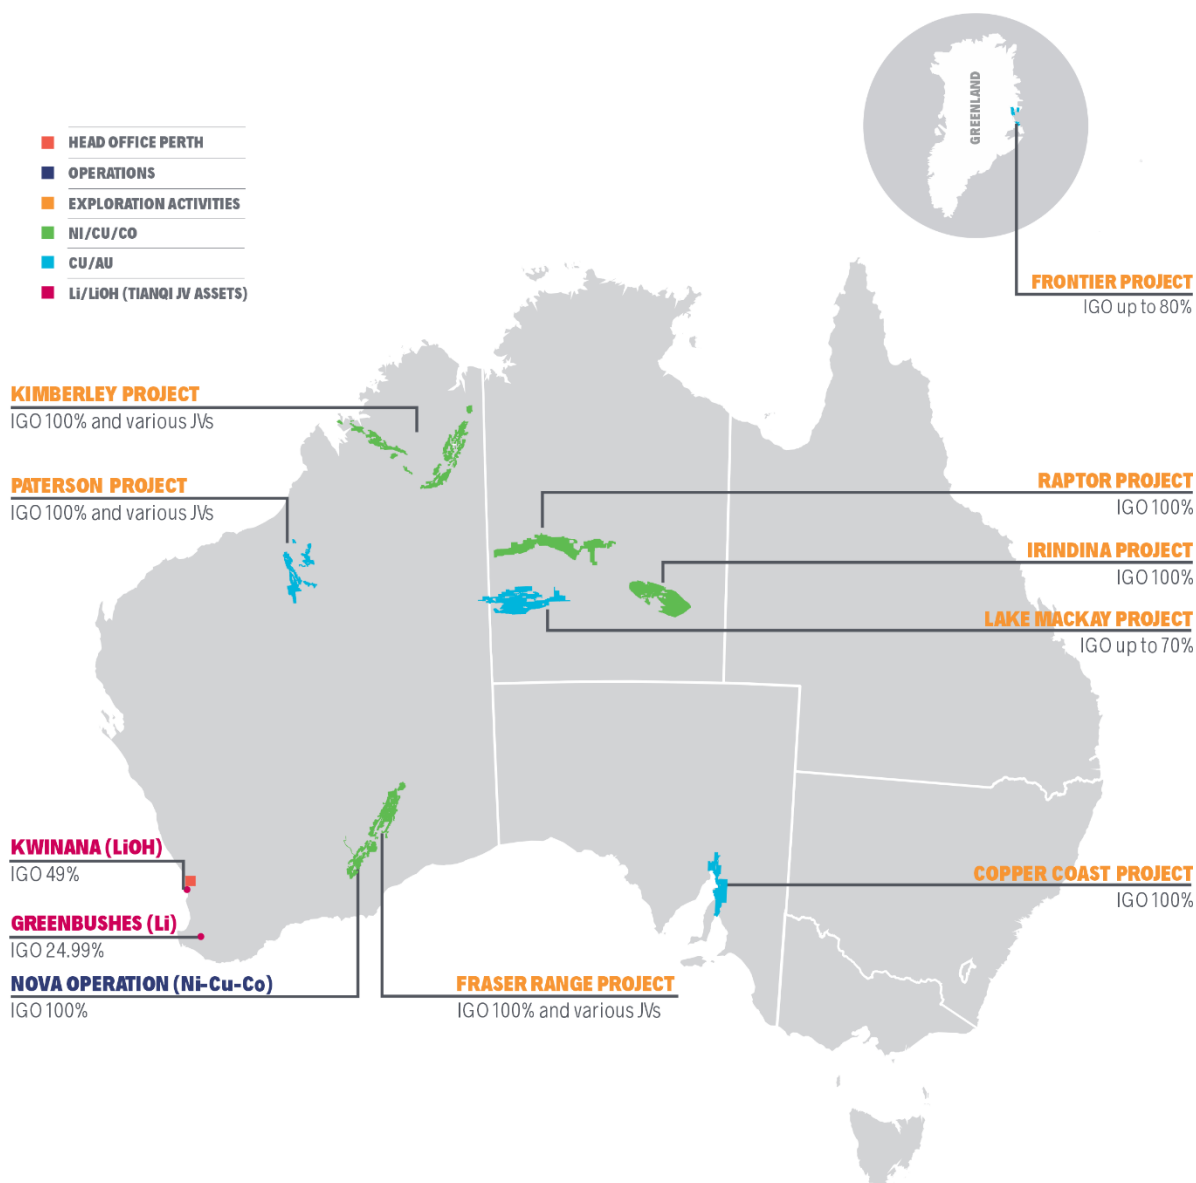 GREENLAND
HEAD OFFICE PERTH
OPERATIONS
EXPLORATION ACTIVITIES
NI/CU/CO
CU/AU
Li/LiOH (TIANQI JV ASSETS)
FRONTIER PROJECT
IGO up to 80%
KIMBERLEY PROJECT
IGO 100% and various JVs
PATERSON PROJECT
IGO 100% and various JVs
RAPTOR PROJECT
IGO 100%
IRINDINA PROJECT
IGO 100%
LAKE MACKAY PROJECT
IGO up to 70%
KWINANA (LiOH)
IGO 49%
GREENBUSHES (Li)
IGO 24.99%
NOVA OPERATION (Ni-Cu-Co)
IGO 100%
FRASER RANGE PROJECT
IGO 100% and various JVs
COPPER COAST PROJECT
IGO 100%